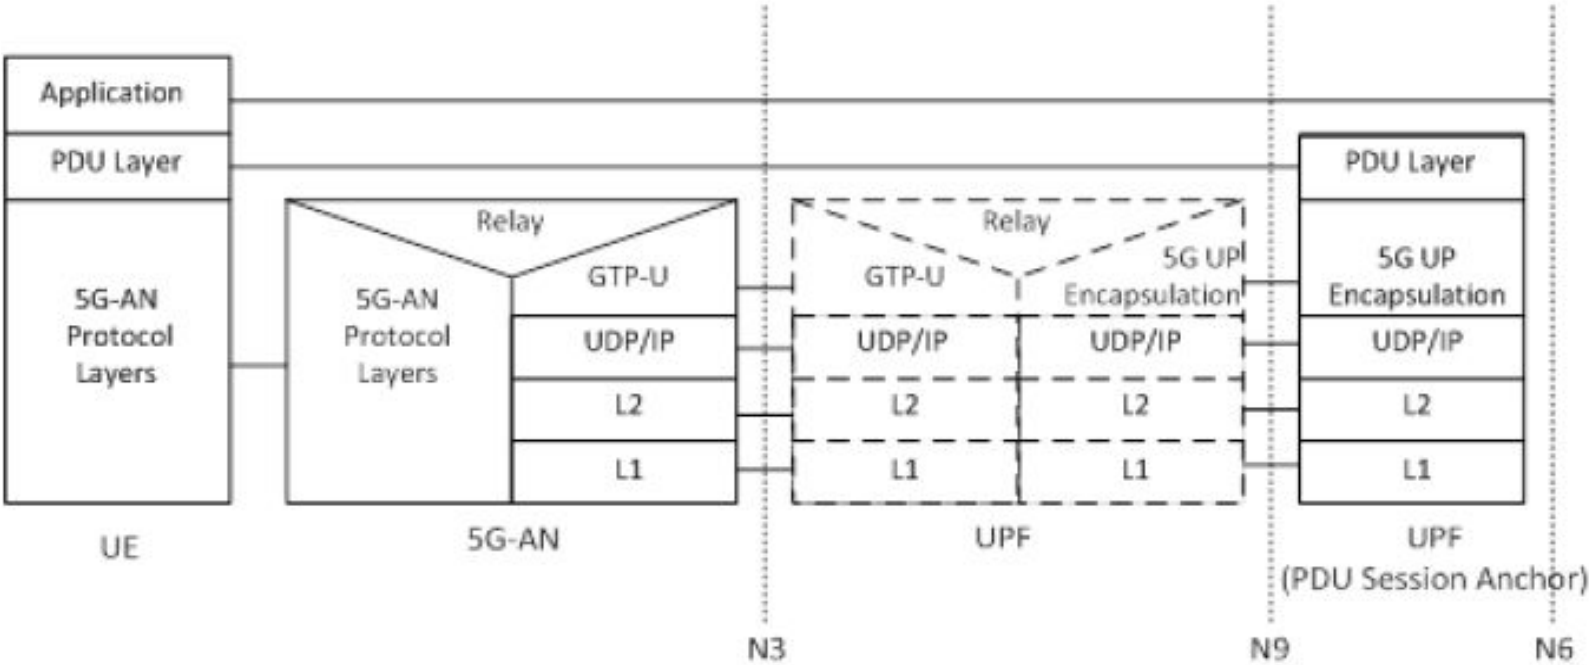 Application
PDU Layer
5G-AN
Protocol
Layers
UE
Relay
5G-AN
Protocol
Layers
GTP-U
UDP/IP
L2
L1
5G-AN
Relay
GTP-U
UDP/IP
L2
L1
5G UP
Encapsulation
UDP/IP
L2
L1
UPF
PDU Layer
5G UP
Encapsulation
UDP/IP
L2
L1
UPF
(PDU Session Anchor)
N3
N9
N6